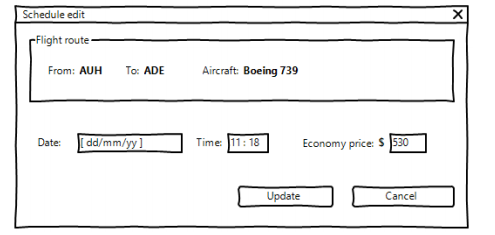 Schedule edit X
Flight route
From: AUH To: ADE Aircraft: Boeing 739
Date: [ dd/mm/yy ] Time: 11 : 18 Economy price: $ 530
Update Cancel